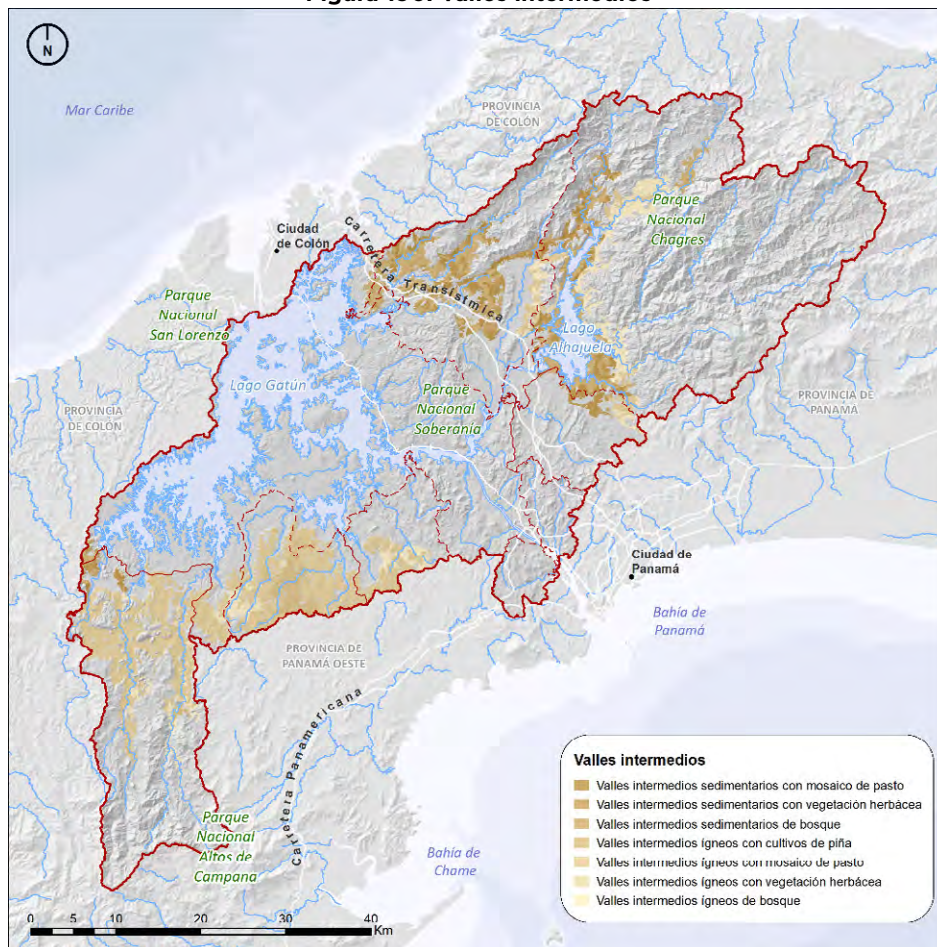 N
Mar Caribe
PROVINCIA
DE COLÓN
Ciudad
de Colón
Carretera Transístmica
Parque
Nacional
Chagres
Parque
Nacional
San Lorenzo
Lago
Alhajuela
Lago Gatún
Parque
Nacional
Soberanía
PROVINCIA
DE COLÓN
PROVINCIA DE
PANAMÁ
Ciudad de
Panamá
Bahía de
Panamá
PROVINCIA DE
PANAMÁ OESTE
Carretera Panamericana
Parque
Nacional
Altos de
Campana
Bahía de
Chame
Valles intermedios
Valles intermedios sedimentarios con mosaico de pasto
Valles intermedios sedimentarios con vegetación herbácea
Valles intermedios sedimentarios de bosque
Valles intermedios ígneos con cultivos de piña
Valles intermedios ígneos con mosaico de pasto
Valles intermedios ígneos con vegetación herbácea
Valles intermedios ígneos de bosque
0 5 10 20 30 40
Km